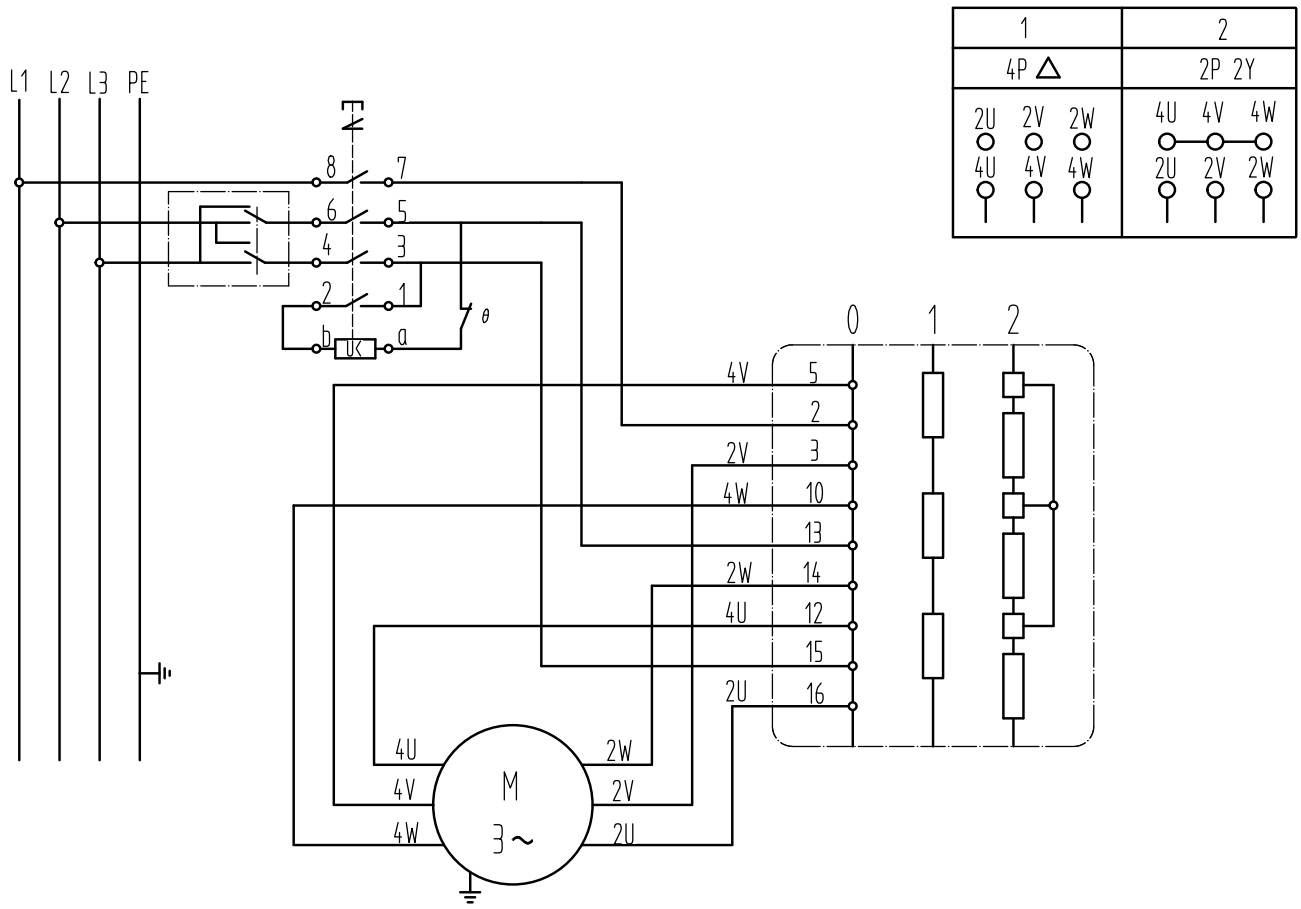 1 2
4P △ 2P 2Y
2U 2V 2W 4U 4V 4W
4U 4V 4W 2U 2V 2W
L1 L2 L3 PE
8 7
6 5
4 3
2 1
b U< a
θ
0 1 2
4V 5
2
2V 3
4W 10
13
2W 14
4U 12
15
2U 16
4U 2W
4V M 2V
4W 3~ 2U